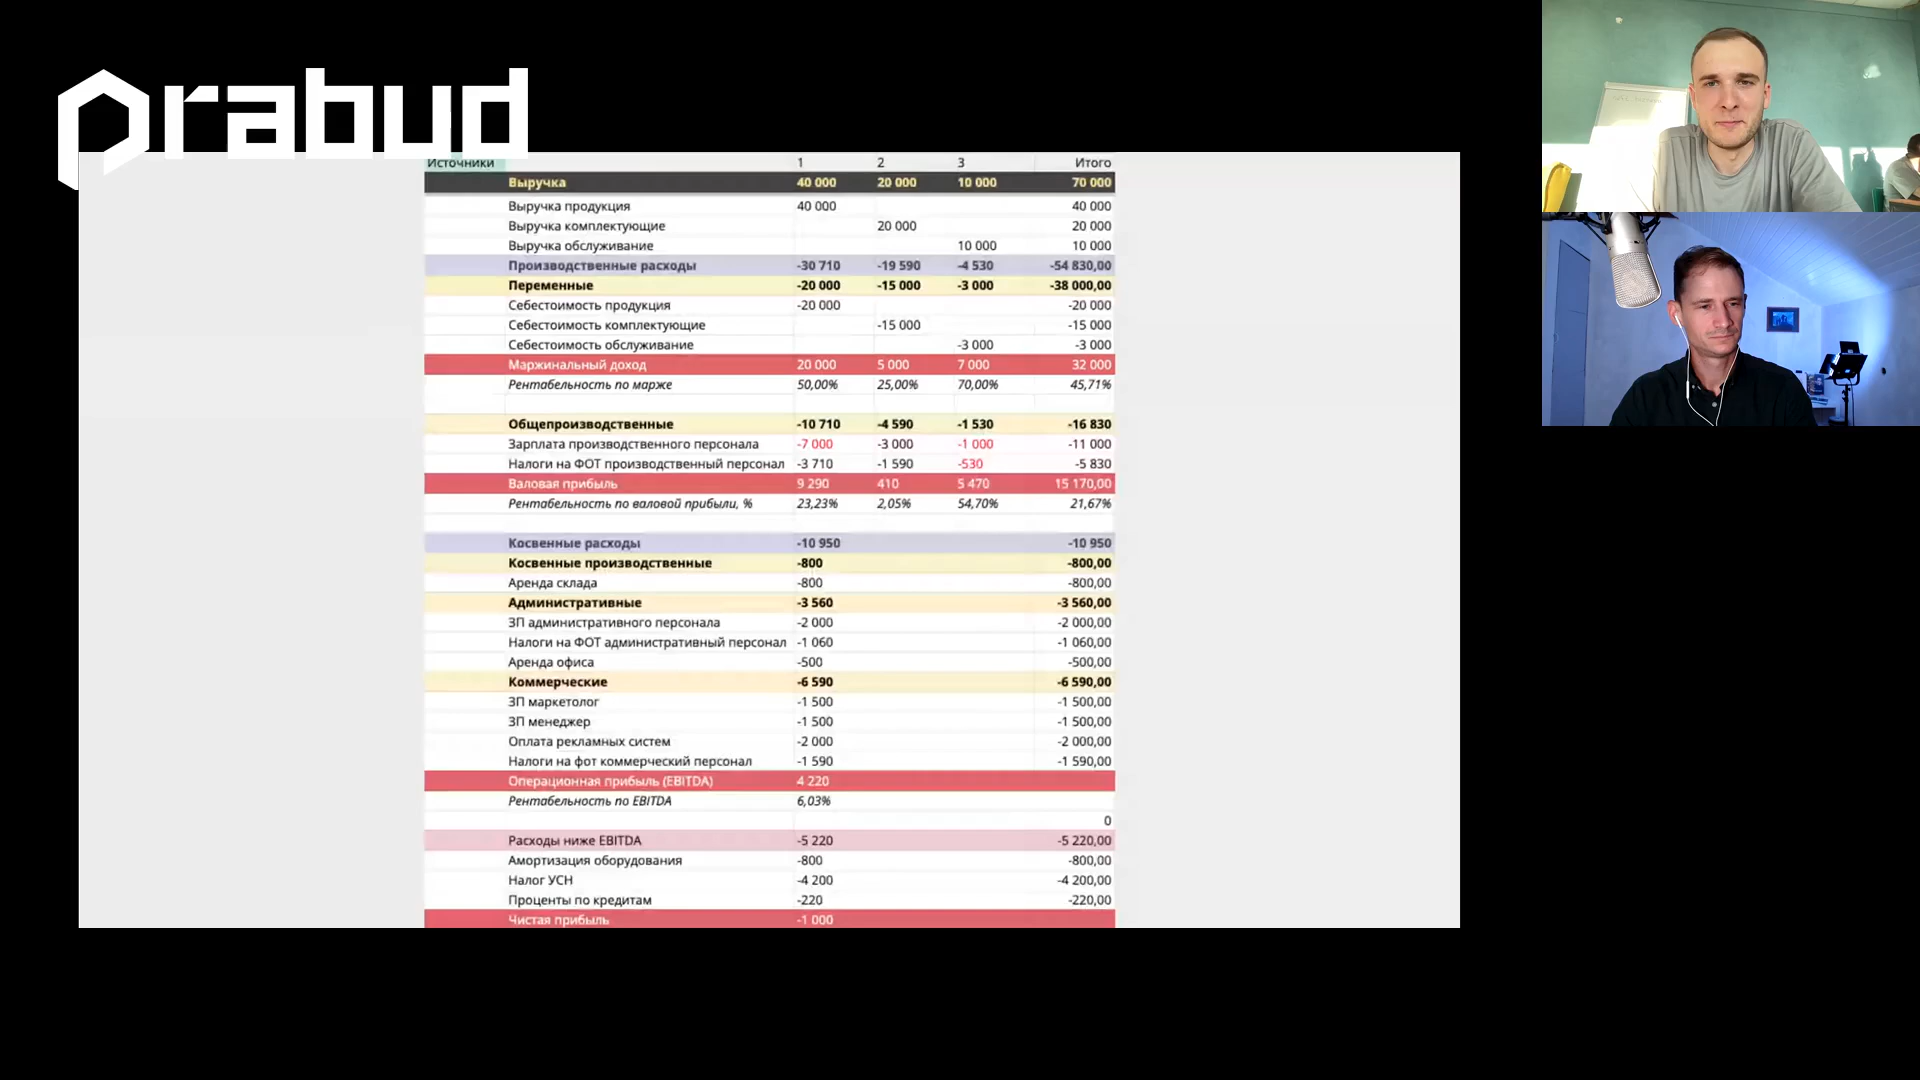 prabud
Источники 1 2 3 Итого
Выручка 40 000 20 000 10 000 70 000
Выручка продукция 40 000 40 000
Выручка комплектующие 20 000 20 000
Выручка обслуживание 10 000 10 000
Производственные расходы -30 710 -19 590 -4 530 -54 830,00
Переменные -20 000 -15 000 -3 000 -38 000,00
Себестоимость продукция -20 000 -20 000
Себестоимость комплектующие -15 000 -15 000
Себестоимость обслуживание -3 000 -3 000
Маржинальный доход 20 000 5 000 7 000 32 000
Рентабельность по марже 50,00% 25,00% 70,00% 45,71%
Общепроизводственные -10 710 -4 590 -1 530 -16 830
Зарплата производственного персонала -7 000 -3 000 -1 000 -11 000
Налоги на ФОТ производственный персонал -3 710 -1 590 -530 -5 830
Валовая прибыль 9 290 410 5 470 15 170,00
Рентабельность по валовой прибыли, % 23,23% 2,05% 54,70% 21,67%
Косвенные расходы -10 950 -10 950
Косвенные производственные -800 -800,00
Аренда склада -800 -800,00
Административные -3 560 -3 560,00
ЗП административного персонала -2 000 -2 000,00
Налоги на ФОТ административный персонал -1 060 -1 060,00
Аренда офиса -500 -500,00
Коммерческие -6 590 -6 590,00
ЗП маркетолог -1 500 -1 500,00
ЗП менеджер -1 500 -1 500,00
Оплата рекламных систем -2 000 -2 000,00
Налоги на фот коммерческий персонал -1 590 -1 590,00
Операционная прибыль (EBITDA) 4 220
Рентабельность по EBITDA 6,03%
0
Расходы ниже EBITDA -5 220 -5 220,00
Амортизация оборудования -800 -800,00
Налог УСН -4 200 -4 200,00
Проценты по кредитам -220 -220,00
Чистая прибыль -1 000